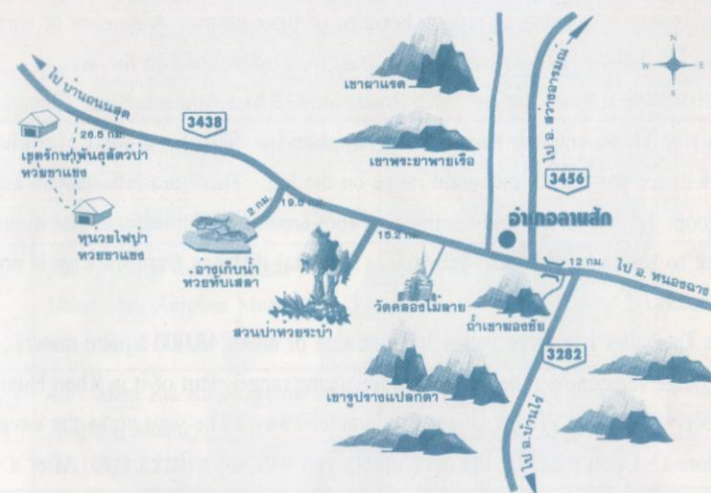 ไป บ้านถนนสุด
26.5 กม.
เขตรักษาพันธุ์สัตว์ป่า
ห้วยขาแข้ง
หน่วยไฟป่า
ห้วยขาแข้ง
3438
เขาผาแรด
เขาพระยาพายเรือ
ไป อ. สว่างอารมณ์
N
W
E
S
3456
อำเภอลานสัก
2 กม.
19.8 กม.
15.2 กม.
12 กม.
ไป อ. หนองฉาง
อ่างเก็บน้ำ
ห้วยทับเสลา
สวนป่าห้วยระบำ
วัดคลองไม้ลาย
ถ้ำเขาฆ้องชัย
3282
เขารูปร่างแปลกตา
ไป อ.บ้านไร่